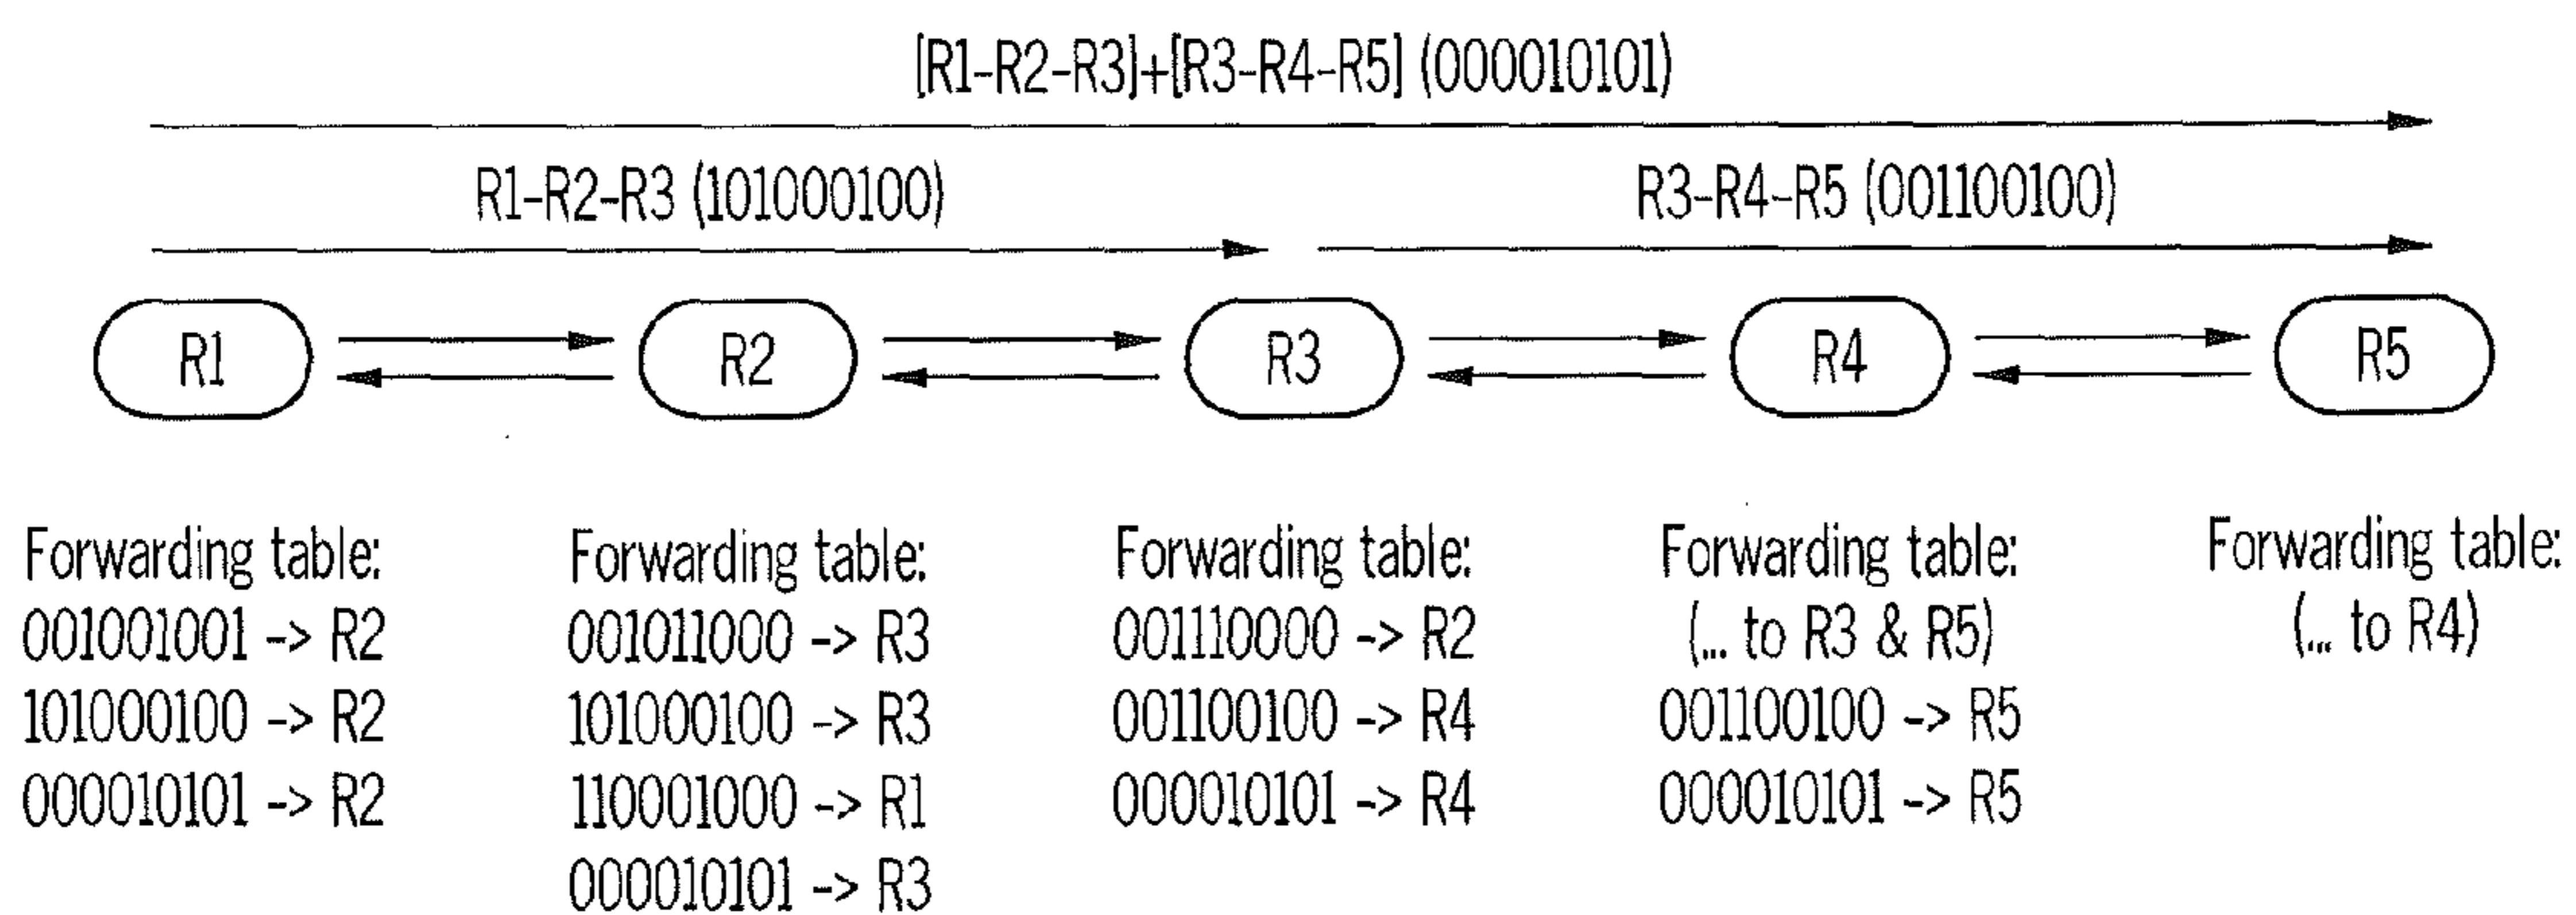 [R1-R2-R3]+[R3-R4-R5] (000010101)
R1-R2-R3 (101000100)
R3-R4-R5 (001100100)
R1
R2
R3
R4
R5
Forwarding table:
001001001 -> R2
101000100 -> R2
000010101 -> R2
Forwarding table:
001011000 -> R3
101000100 -> R3
110001000 -> R1
000010101 -> R3
Forwarding table:
001110000 -> R2
001100100 -> R4
000010101 -> R4
Forwarding table:
(... to R3 & R5)
001100100 -> R5
000010101 -> R5
Forwarding table:
(... to R4)